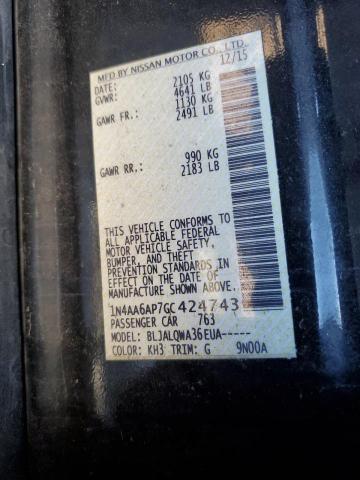 MFD BY NISSAN MOTOR CO., LTD.
DATE: 12/15
GVWR: 2105 KG
4641 LB
GAWR FR.: 1130 KG
2491 LB
GAWR RR.: 990 KG
2183 LB
THIS VEHICLE CONFORMS TO
ALL APPLICABLE FEDERAL
MOTOR VEHICLE SAFETY,
BUMPER, AND THEFT
PREVENTION STANDARDS IN
EFFECT ON THE DATE OF
MANUFACTURE SHOWN ABOVE.
1N4AA6AP7GC424743
PASSENGER CAR 763
MODEL: BLJALQWA36EUA-----
COLOR: KH3 TRIM: G 9N00A